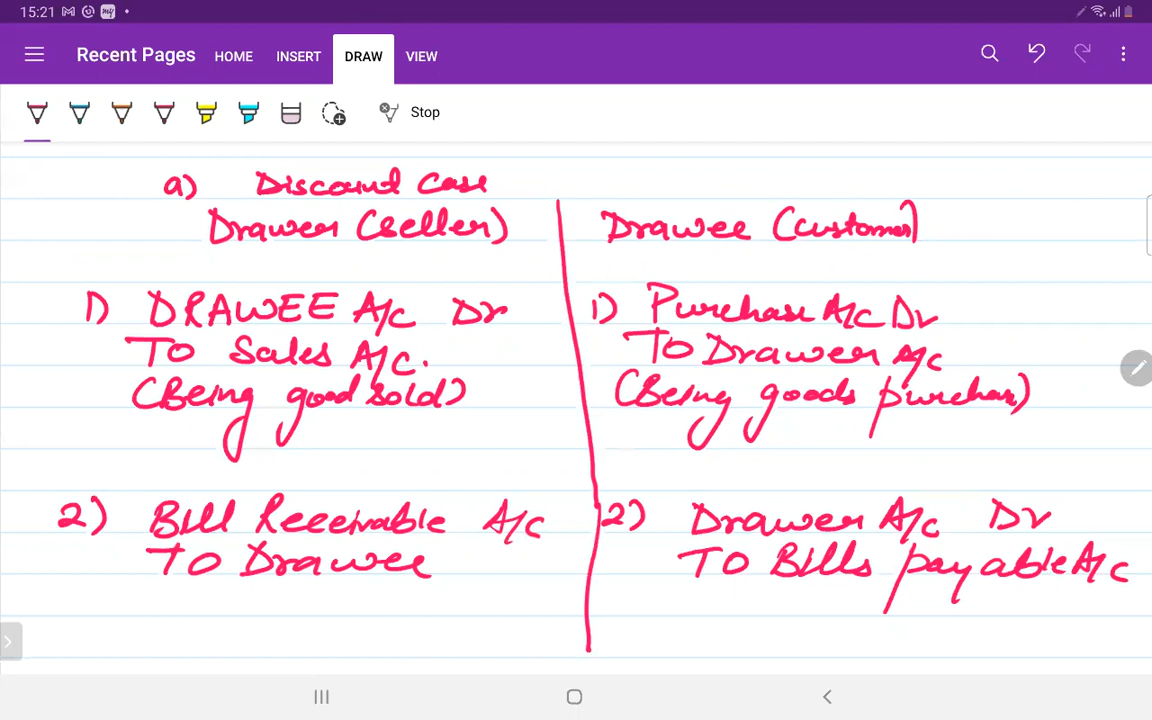 15:21
Recent Pages HOME INSERT DRAW VIEW
Stop
a) Discount Case
Drawer (Seller)
1) DRAWEE A/c Dr
TO Sales A/c.
(Being good sold)
2) Bill Receivable A/c
TO Drawee
Drawee (customer)
1) Purchase A/c Dr
TO Drawer A/c
(Being goods purchas)
2) Drawer A/c Dr
TO Bills payable A/c